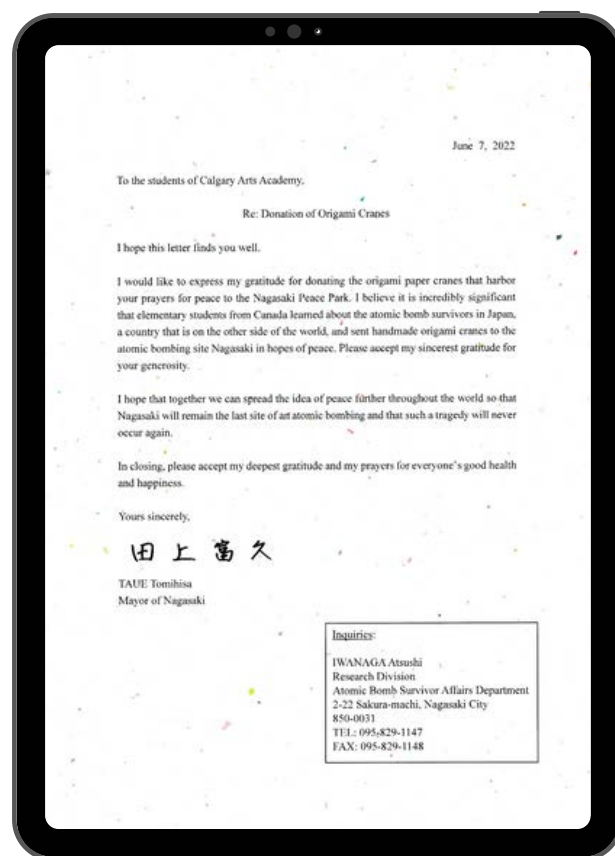 June 7, 2022
To the students of Calgary Arts Academy,
Re: Donation of Origami Cranes
I hope this letter finds you well.
I would like to express my gratitude for donating the origami paper cranes that harbor
your prayers for peace to the Nagasaki Peace Park. I believe it is incredibly significant
that elementary students from Canada learned about the atomic bomb survivors in Japan,
a country that is on the other side of the world, and sent handmade origami cranes to the
atomic bombing site Nagasaki in hopes of peace. Please accept my sincerest gratitude for
your generosity.
I hope that together we can spread the idea of peace further throughout the world so that
Nagasaki will remain the last site of an atomic bombing and that such a tragedy will never
occur again.
In closing, please accept my deepest gratitude and my prayers for everyone's good health
and happiness.
Yours sincerely,
田上富久
TAUE Tomihisa
Mayor of Nagasaki
Inquiries:
IWANAGA Atsushi
Research Division
Atomic Bomb Survivor Affairs Department
2-22 Sakura-machi, Nagasaki City
850-0031
TEL: 095-829-1147
FAX: 095-829-1148